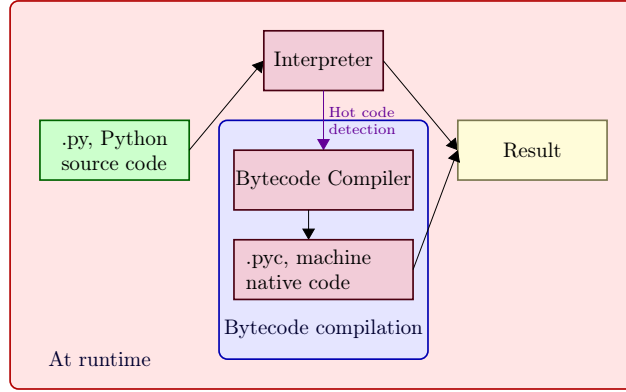 Interpreter
Hot code
detection
.py, Python
source code
Result
Bytecode Compiler
.pyc, machine
native code
Bytecode compilation
At runtime